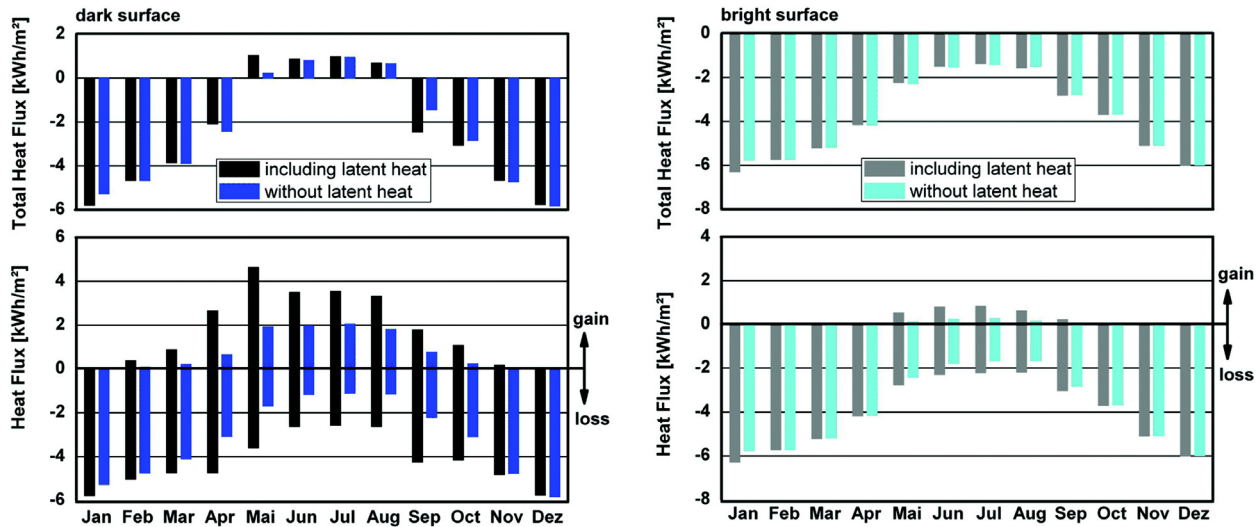 dark surface
Total Heat Flux [kWh/m²]
2
0
-2
-4
-6
including latent heat
without latent heat
Heat Flux [kWh/m²]
6
4
2
0
-2
-4
-6
gain
loss
Jan Feb Mar Apr Mai Jun Jul Aug Sep Oct Nov Dez
bright surface
Total Heat Flux [kWh/m²]
0
-2
-4
-6
-8
including latent heat
without latent heat
Heat Flux [kWh/m²]
4
2
0
-2
-4
-6
-8
gain
loss
Jan Feb Mar Apr Mai Jun Jul Aug Sep Oct Nov Dez